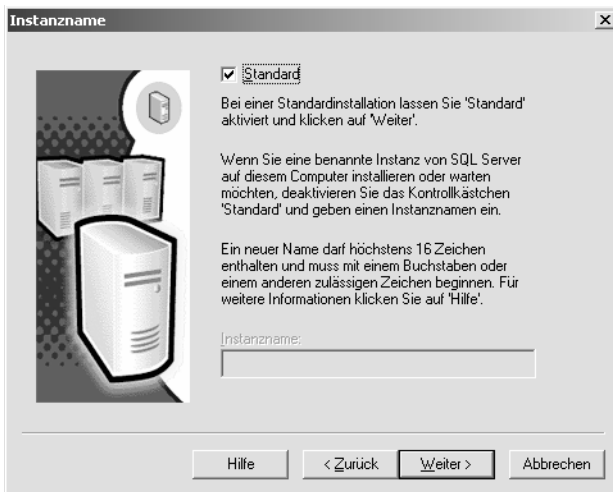 Instanzname
Standard
Bei einer Standardinstallation lassen Sie 'Standard'
aktiviert und klicken auf 'Weiter'.
Wenn Sie eine benannte Instanz von SQL Server
auf diesem Computer installieren oder warten
möchten, deaktivieren Sie das Kontrollkästchen
'Standard' und geben einen Instanznamen ein.
Ein neuer Name darf höchstens 16 Zeichen
enthalten und muss mit einem Buchstaben oder
einem anderen zulässigen Zeichen beginnen. Für
weitere Informationen klicken Sie auf 'Hilfe'.
Instanzname:
Hilfe
< Zurück
Weiter >
Abbrechen